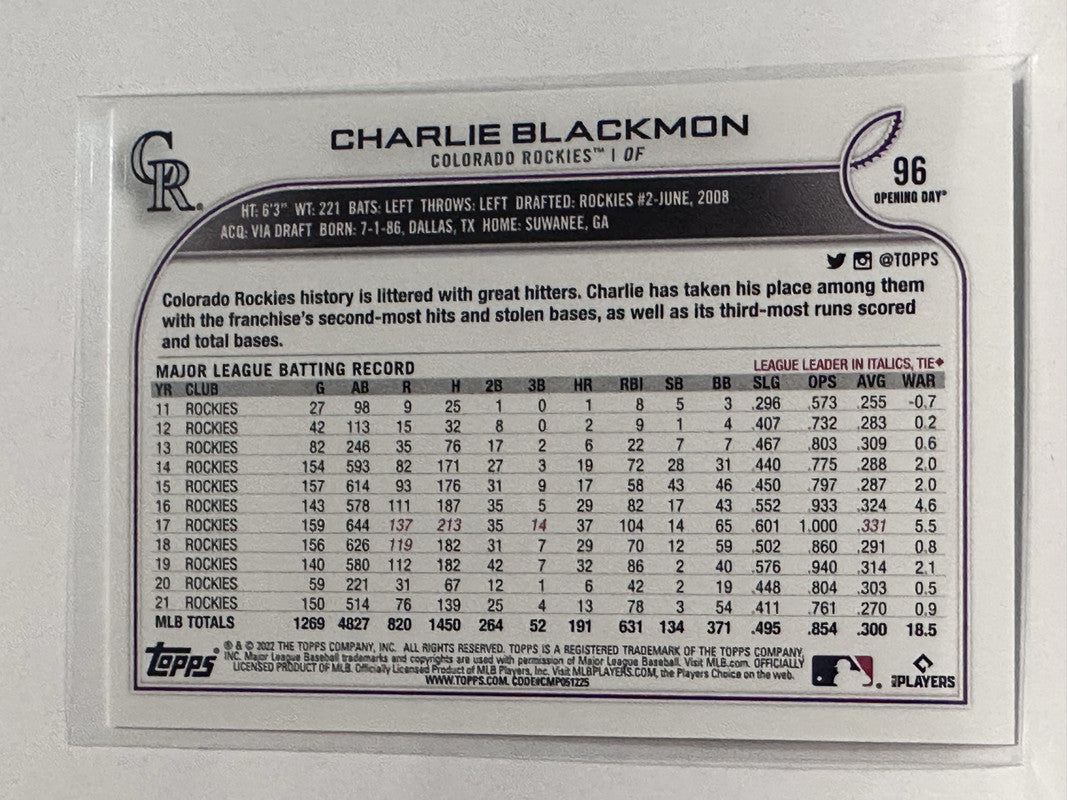 CR
CHARLIE BLACKMON
COLORADO ROCKIES™ | OF
96
OPENING DAY®
HT: 6'3" WT: 221 BATS: LEFT THROWS: LEFT DRAFTED: ROCKIES #2-JUNE, 2008
ACQ: VIA DRAFT BORN: 7-1-86, DALLAS, TX HOME: SUWANEE, GA
@TOPPS
Colorado Rockies history is littered with great hitters. Charlie has taken his place among them
with the franchise's second-most hits and stolen bases, as well as its third-most runs scored
and total bases.
MAJOR LEAGUE BATTING RECORD LEAGUE LEADER IN ITALICS, TIE♦
YR CLUB G AB R H 2B 3B HR RBI SB BB SLG OPS AVG WAR
11 ROCKIES 27 98 9 25 1 0 1 8 5 3 .296 .573 .255 -0.7
12 ROCKIES 42 113 15 32 8 0 2 9 1 4 .407 .732 .283 0.2
13 ROCKIES 82 246 35 76 17 2 6 22 7 7 .467 .803 .309 0.6
14 ROCKIES 154 593 82 171 27 3 19 72 28 31 .440 .775 .288 2.0
15 ROCKIES 157 614 93 176 31 9 17 58 43 46 .450 .797 .287 2.0
16 ROCKIES 143 578 111 187 35 5 29 82 17 43 .552 .933 .324 4.6
17 ROCKIES 159 644 137 213 35 14 37 104 14 65 .601 1.000 .331 5.5
18 ROCKIES 156 626 119 182 31 7 29 70 12 59 .502 .860 .291 0.8
19 ROCKIES 140 580 112 182 42 7 32 86 2 40 .576 .940 .314 2.1
20 ROCKIES 59 221 31 67 12 1 6 42 2 19 .448 .804 .303 0.5
21 ROCKIES 150 514 76 139 25 4 13 78 3 54 .411 .761 .270 0.9
MLB TOTALS 1269 4827 820 1450 264 52 191 631 134 371 .495 .854 .300 18.5
Topps®
® & © 2022 THE TOPPS COMPANY, INC. ALL RIGHTS RESERVED. TOPPS IS A REGISTERED TRADEMARK OF THE TOPPS COMPANY,
INC. Major League Baseball trademarks and copyrights are used with permission of Major League Baseball. Visit MLB.com. OFFICIALLY
LICENSED PRODUCT OF MLB Players, Inc. Visit MLBPLAYERS.COM, the Players Choice on the web.
WWW.TOPPS.COM. CODE#CMP051225
PLAYERS